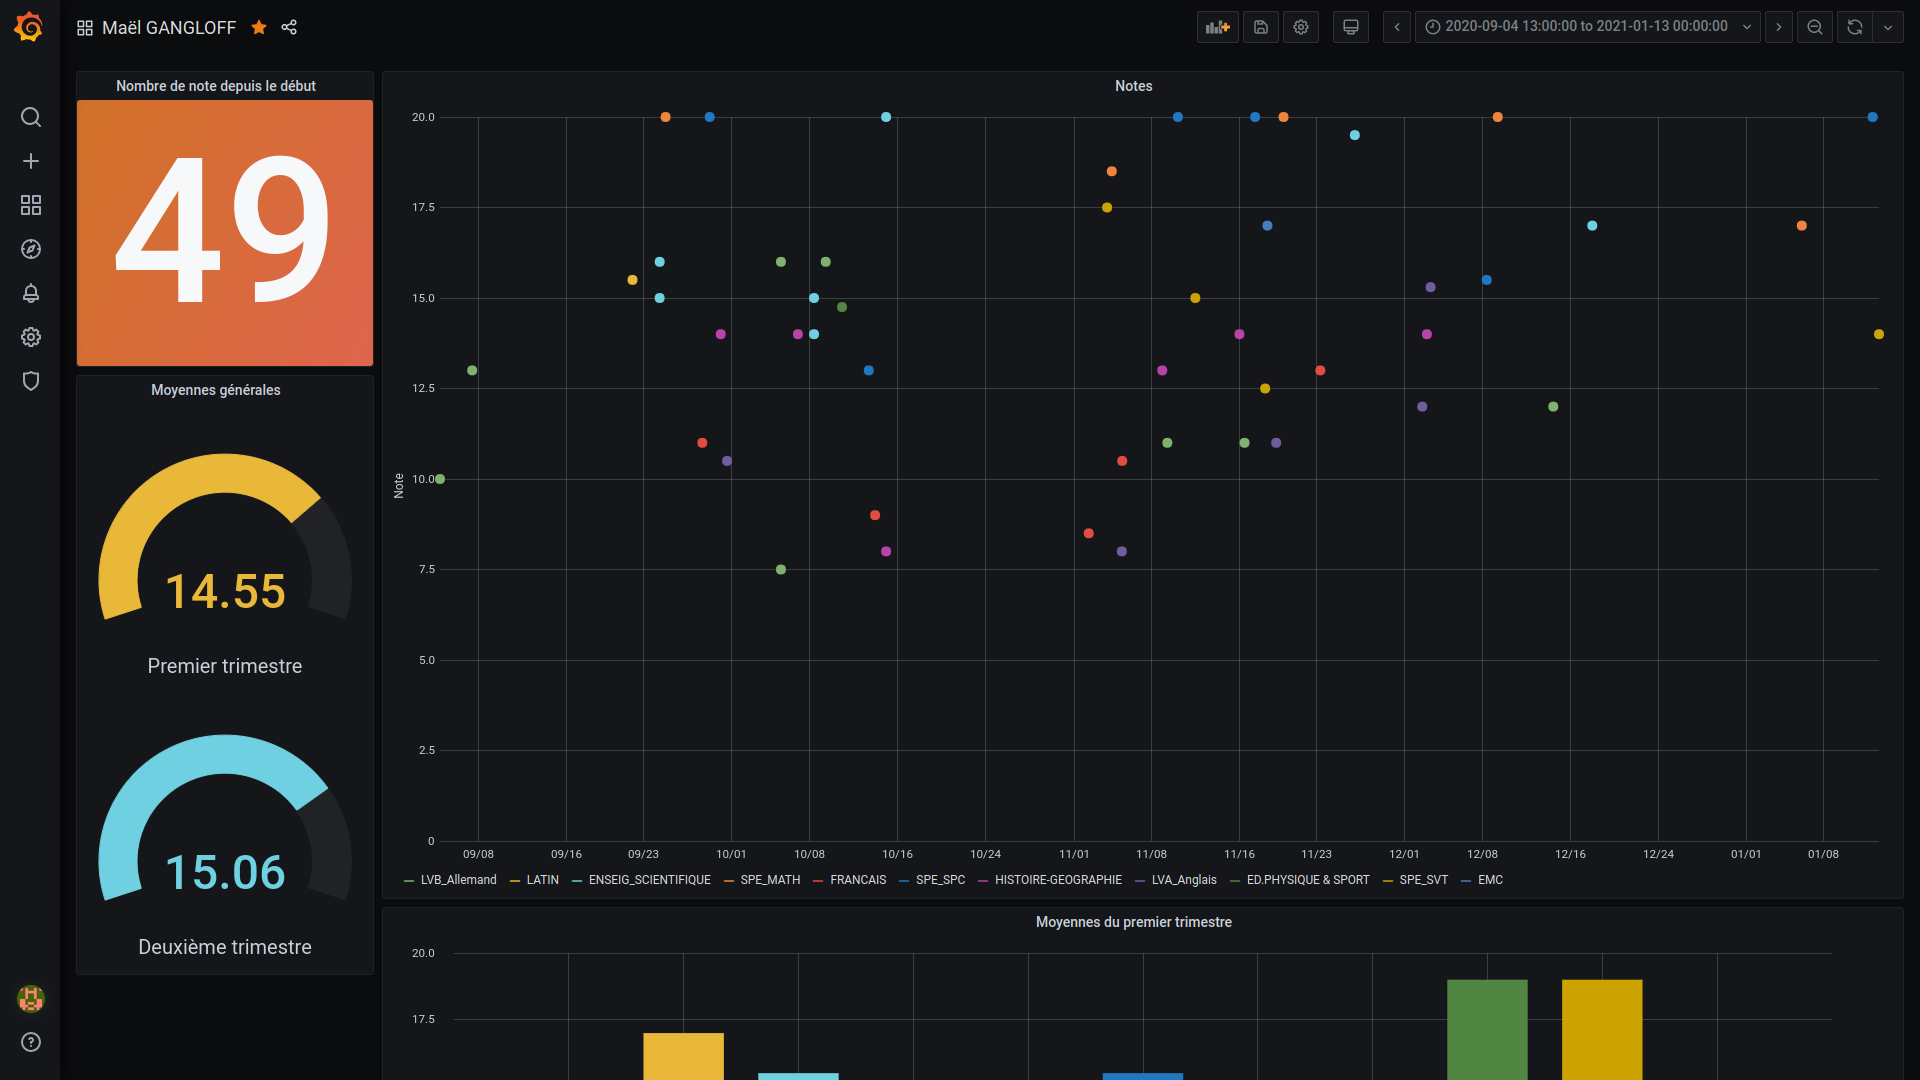 Maël GANGLOFF
2020-09-04 13:00:00 to 2021-01-13 00:00:00
Nombre de note depuis le début
49
Moyennes générales
14.55
Premier trimestre
15.06
Deuxième trimestre
Notes
20.0
17.5
15.0
12.5
10.0
7.5
5.0
2.5
0
Note
09/08 09/16 09/23 10/01 10/08 10/16 10/24 11/01 11/08 11/16 11/23 12/01 12/08 12/16 12/24 01/01 01/08
LVB_Allemand LATIN ENSEIG_SCIENTIFIQUE SPE_MATH FRANCAIS SPE_SPC HISTOIRE-GEOGRAPHIE LVA_Anglais ED.PHYSIQUE & SPORT SPE_SVT EMC
Moyennes du premier trimestre
20.0
17.5